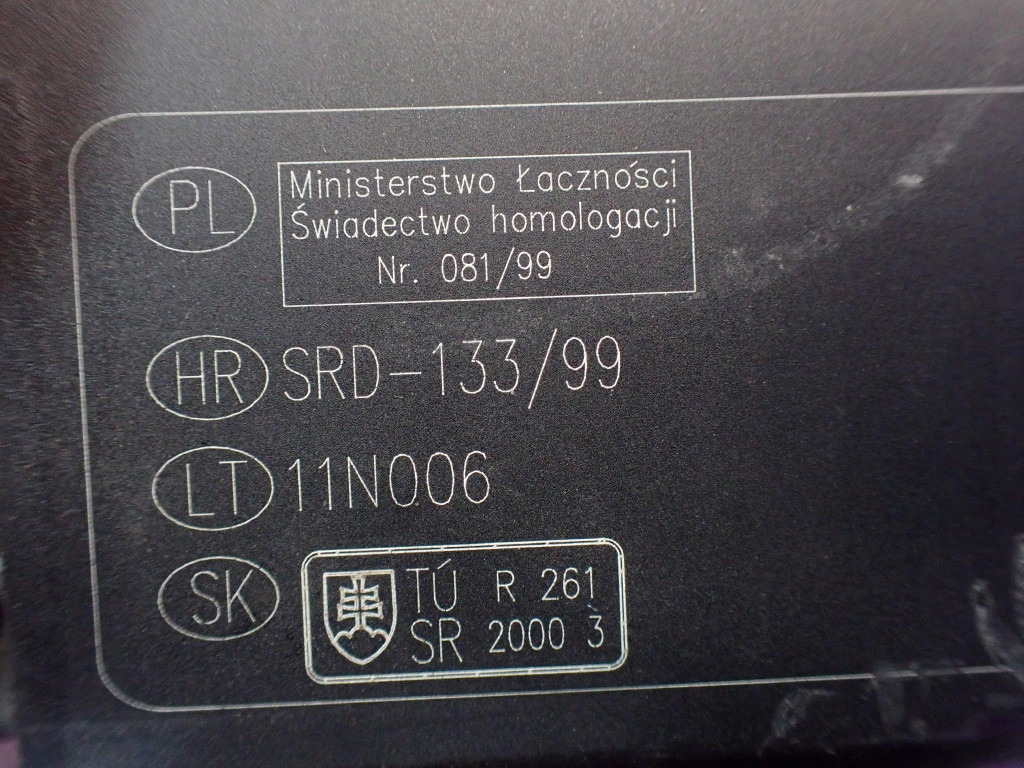 PL
Ministerstwo Łaczności
Świadectwo homologacji
Nr. 081/99
HR SRD-133/99
LT 11N006
SK
TÚ R 261
SR 2000 3̀